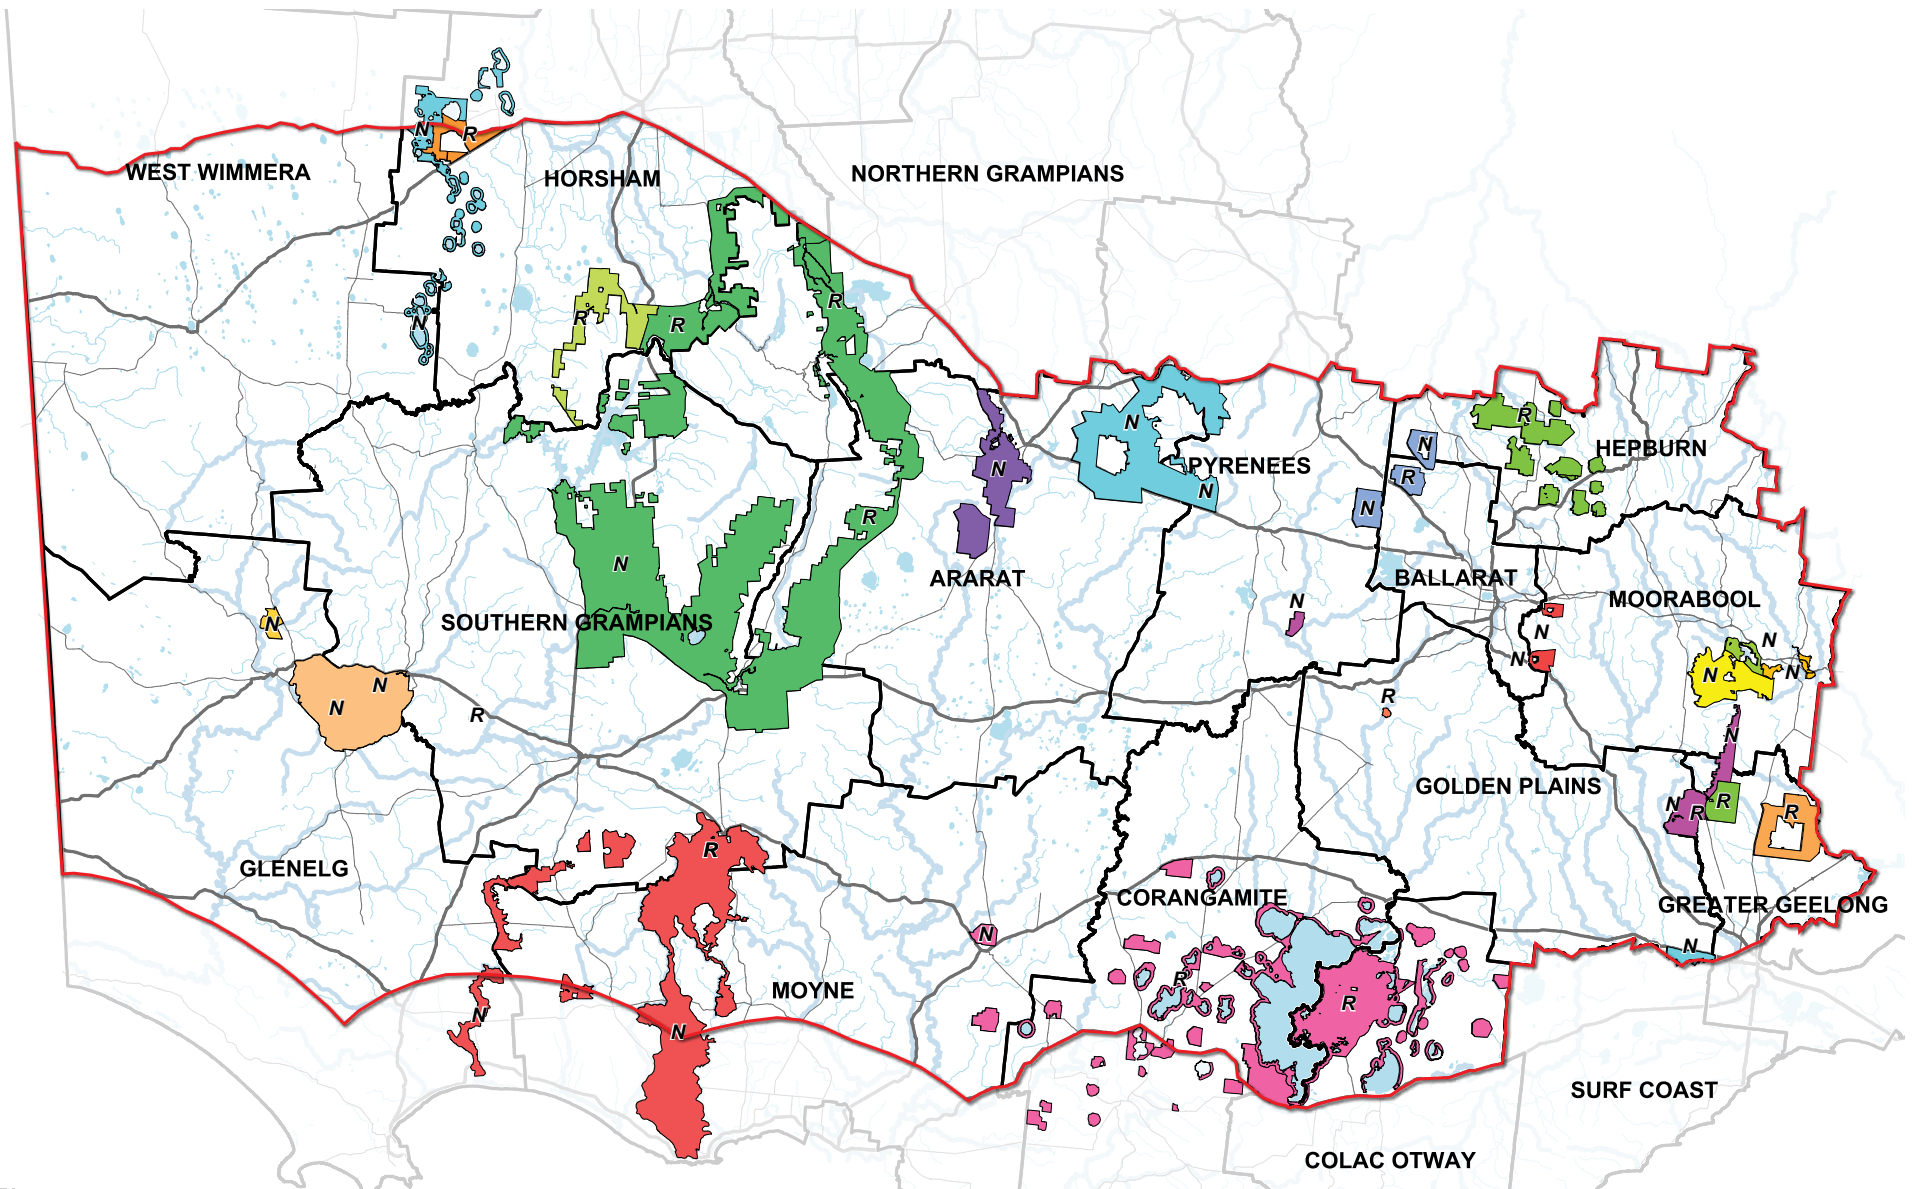 N
R
WEST WIMMERA
HORSHAM
NORTHERN GRAMPIANS
R
R
R
N
N
R
N
R
HEPBURN
N
PYRENEES
N
R
N
N
R
N
ARARAT
BALLARAT
MOORABOOL
N
N
SOUTHERN GRAMPIANS
N
N
N
N
N
N
N
N
R
R
N
GOLDEN PLAINS
N
R
R
R
R
GLENELG
CORANGAMITE
GREATER GEELONG
N
N
R
MOYNE
R
N
N
SURF COAST
COLAC OTWAY